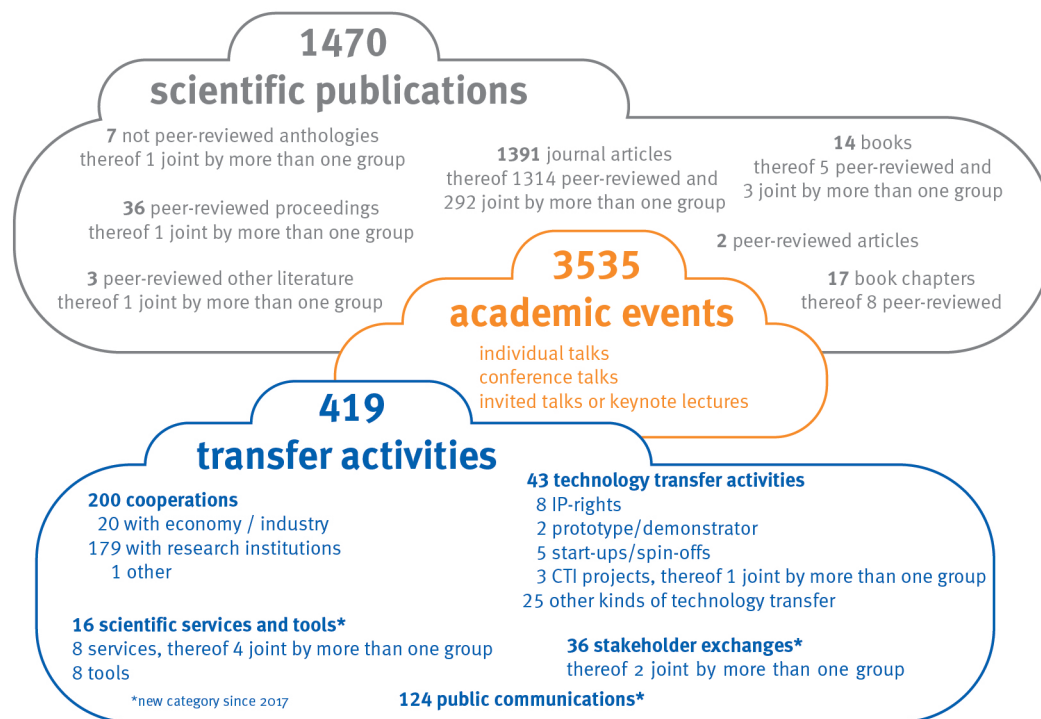 1470
scientific publications
7 not peer-reviewed anthologies
thereof 1 joint by more than one group
36 peer-reviewed proceedings
thereof 1 joint by more than one group
3 peer-reviewed other literature
thereof 1 joint by more than one group
1391 journal articles
thereof 1314 peer-reviewed and
292 joint by more than one group
14 books
thereof 5 peer-reviewed and
3 joint by more than one group
2 peer-reviewed articles
17 book chapters
thereof 8 peer-reviewed
3535
academic events
individual talks
conference talks
invited talks or keynote lectures
419
transfer activities
200 cooperations
20 with economy / industry
179 with research institutions
1 other
16 scientific services and tools*
8 services, thereof 4 joint by more than one group
8 tools
43 technology transfer activities
8 IP-rights
2 prototype/demonstrator
5 start-ups/spin-offs
3 CTI projects, thereof 1 joint by more than one group
25 other kinds of technology transfer
36 stakeholder exchanges*
thereof 2 joint by more than one group
124 public communications*
*new category since 2017